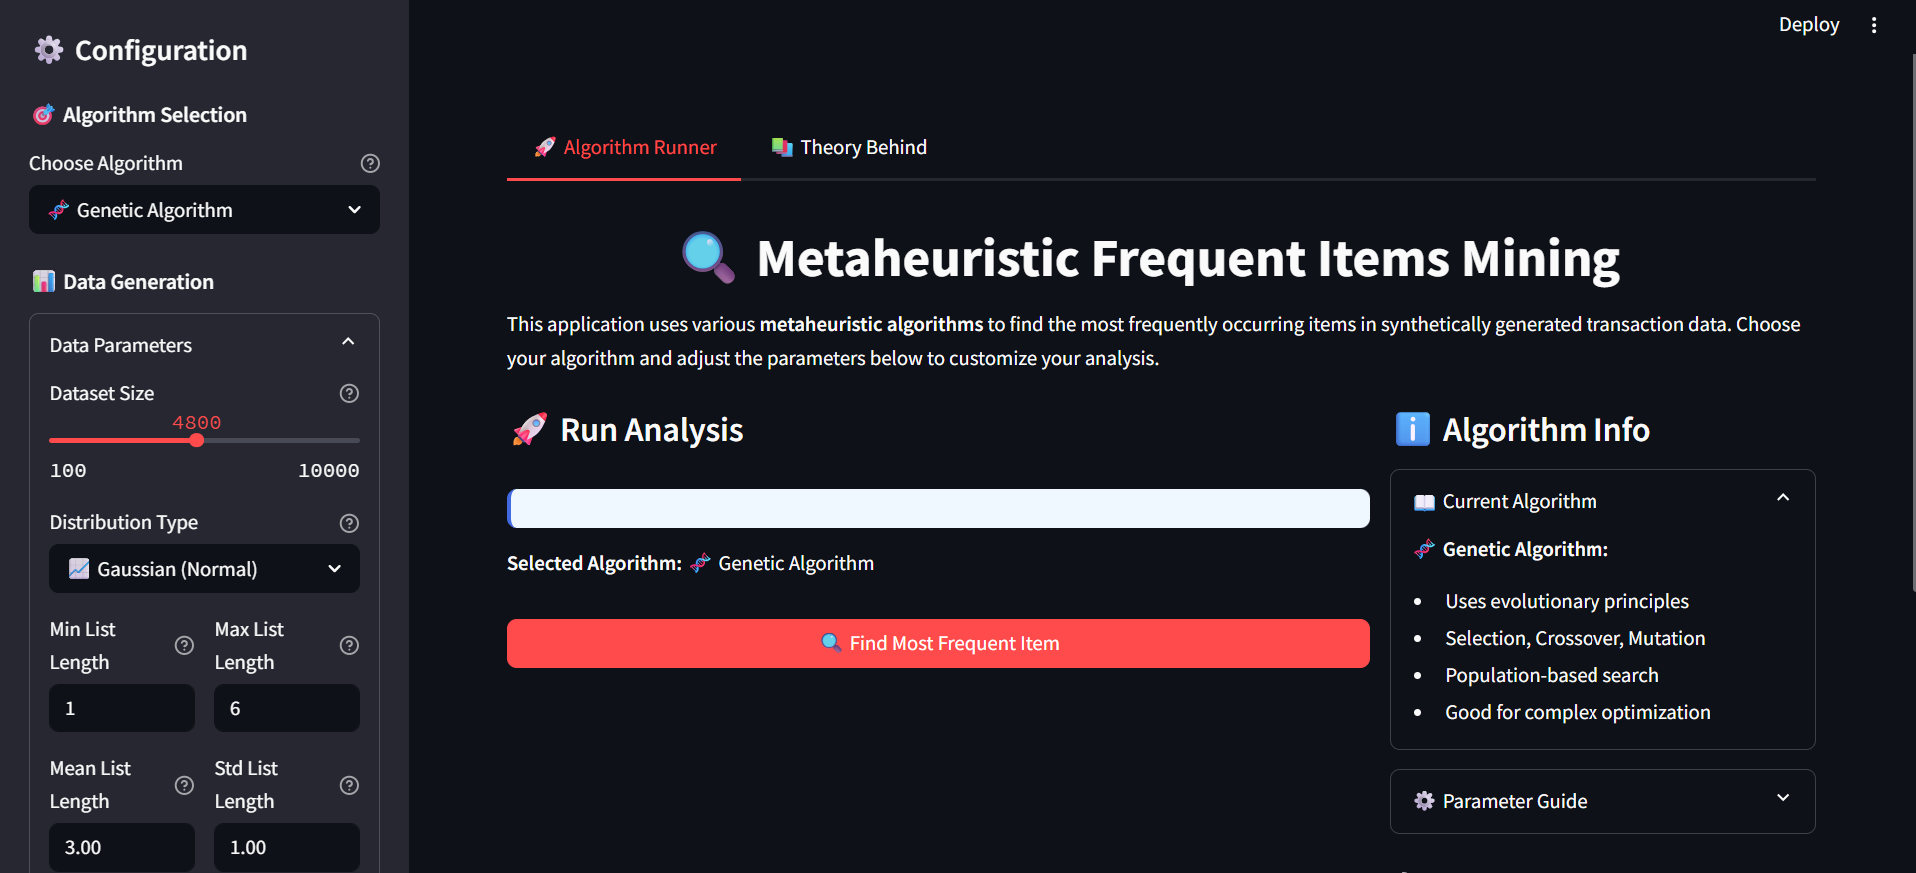 Configuration
Algorithm Selection
Choose Algorithm
Genetic Algorithm
Data Generation
Data Parameters
Dataset Size
4800
100 10000
Distribution Type
Gaussian (Normal)
Min List Length
Max List Length
1
6
Mean List Length
Std List Length
3.00
1.00
Deploy
Algorithm Runner
Theory Behind
Metaheuristic Frequent Items Mining
This application uses various metaheuristic algorithms to find the most frequently occurring items in synthetically generated transaction data. Choose
your algorithm and adjust the parameters below to customize your analysis.
Run Analysis
Selected Algorithm: Genetic Algorithm
Find Most Frequent Item
Algorithm Info
Current Algorithm
Genetic Algorithm:
Uses evolutionary principles
Selection, Crossover, Mutation
Population-based search
Good for complex optimization
Parameter Guide